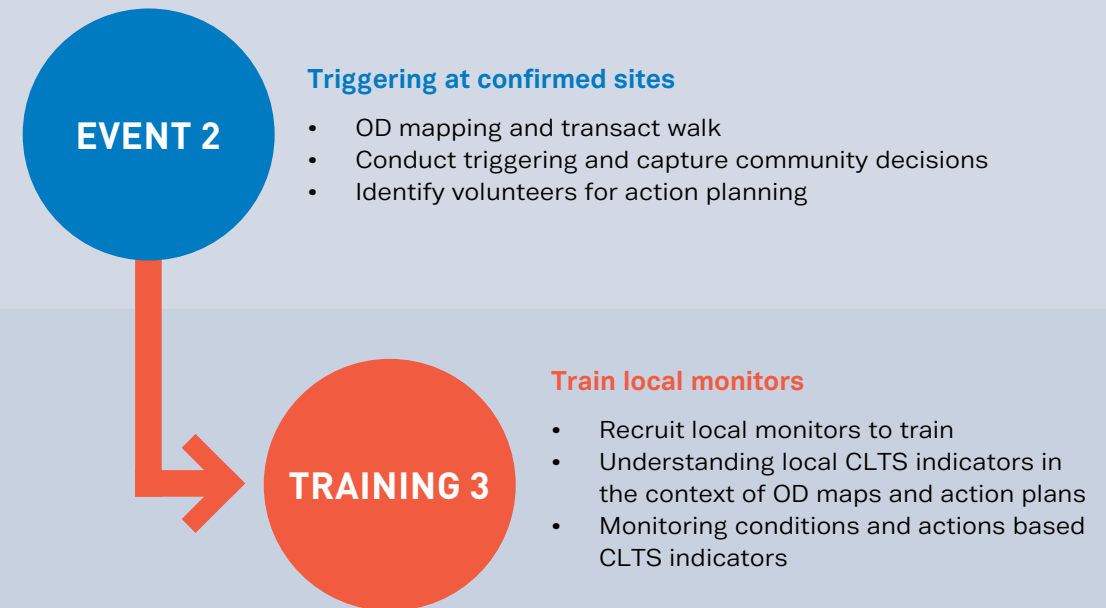 EVENT 2
Triggering at confirmed sites
• OD mapping and transact walk
• Conduct triggering and capture community decisions
• Identify volunteers for action planning
TRAINING 3
Train local monitors
• Recruit local monitors to train
• Understanding local CLTS indicators in
the context of OD maps and action plans
• Monitoring conditions and actions based
CLTS indicators